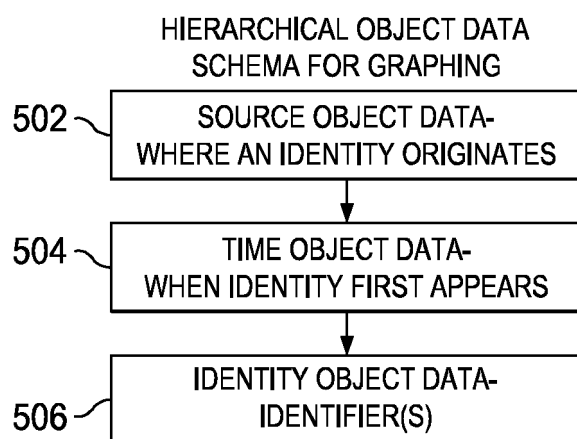 HIERARCHICAL OBJECT DATA
SCHEMA FOR GRAPHING
502
SOURCE OBJECT DATA-
WHERE AN IDENTITY ORIGINATES
504
TIME OBJECT DATA-
WHEN IDENTITY FIRST APPEARS
506
IDENTITY OBJECT DATA-
IDENTIFIER(S)